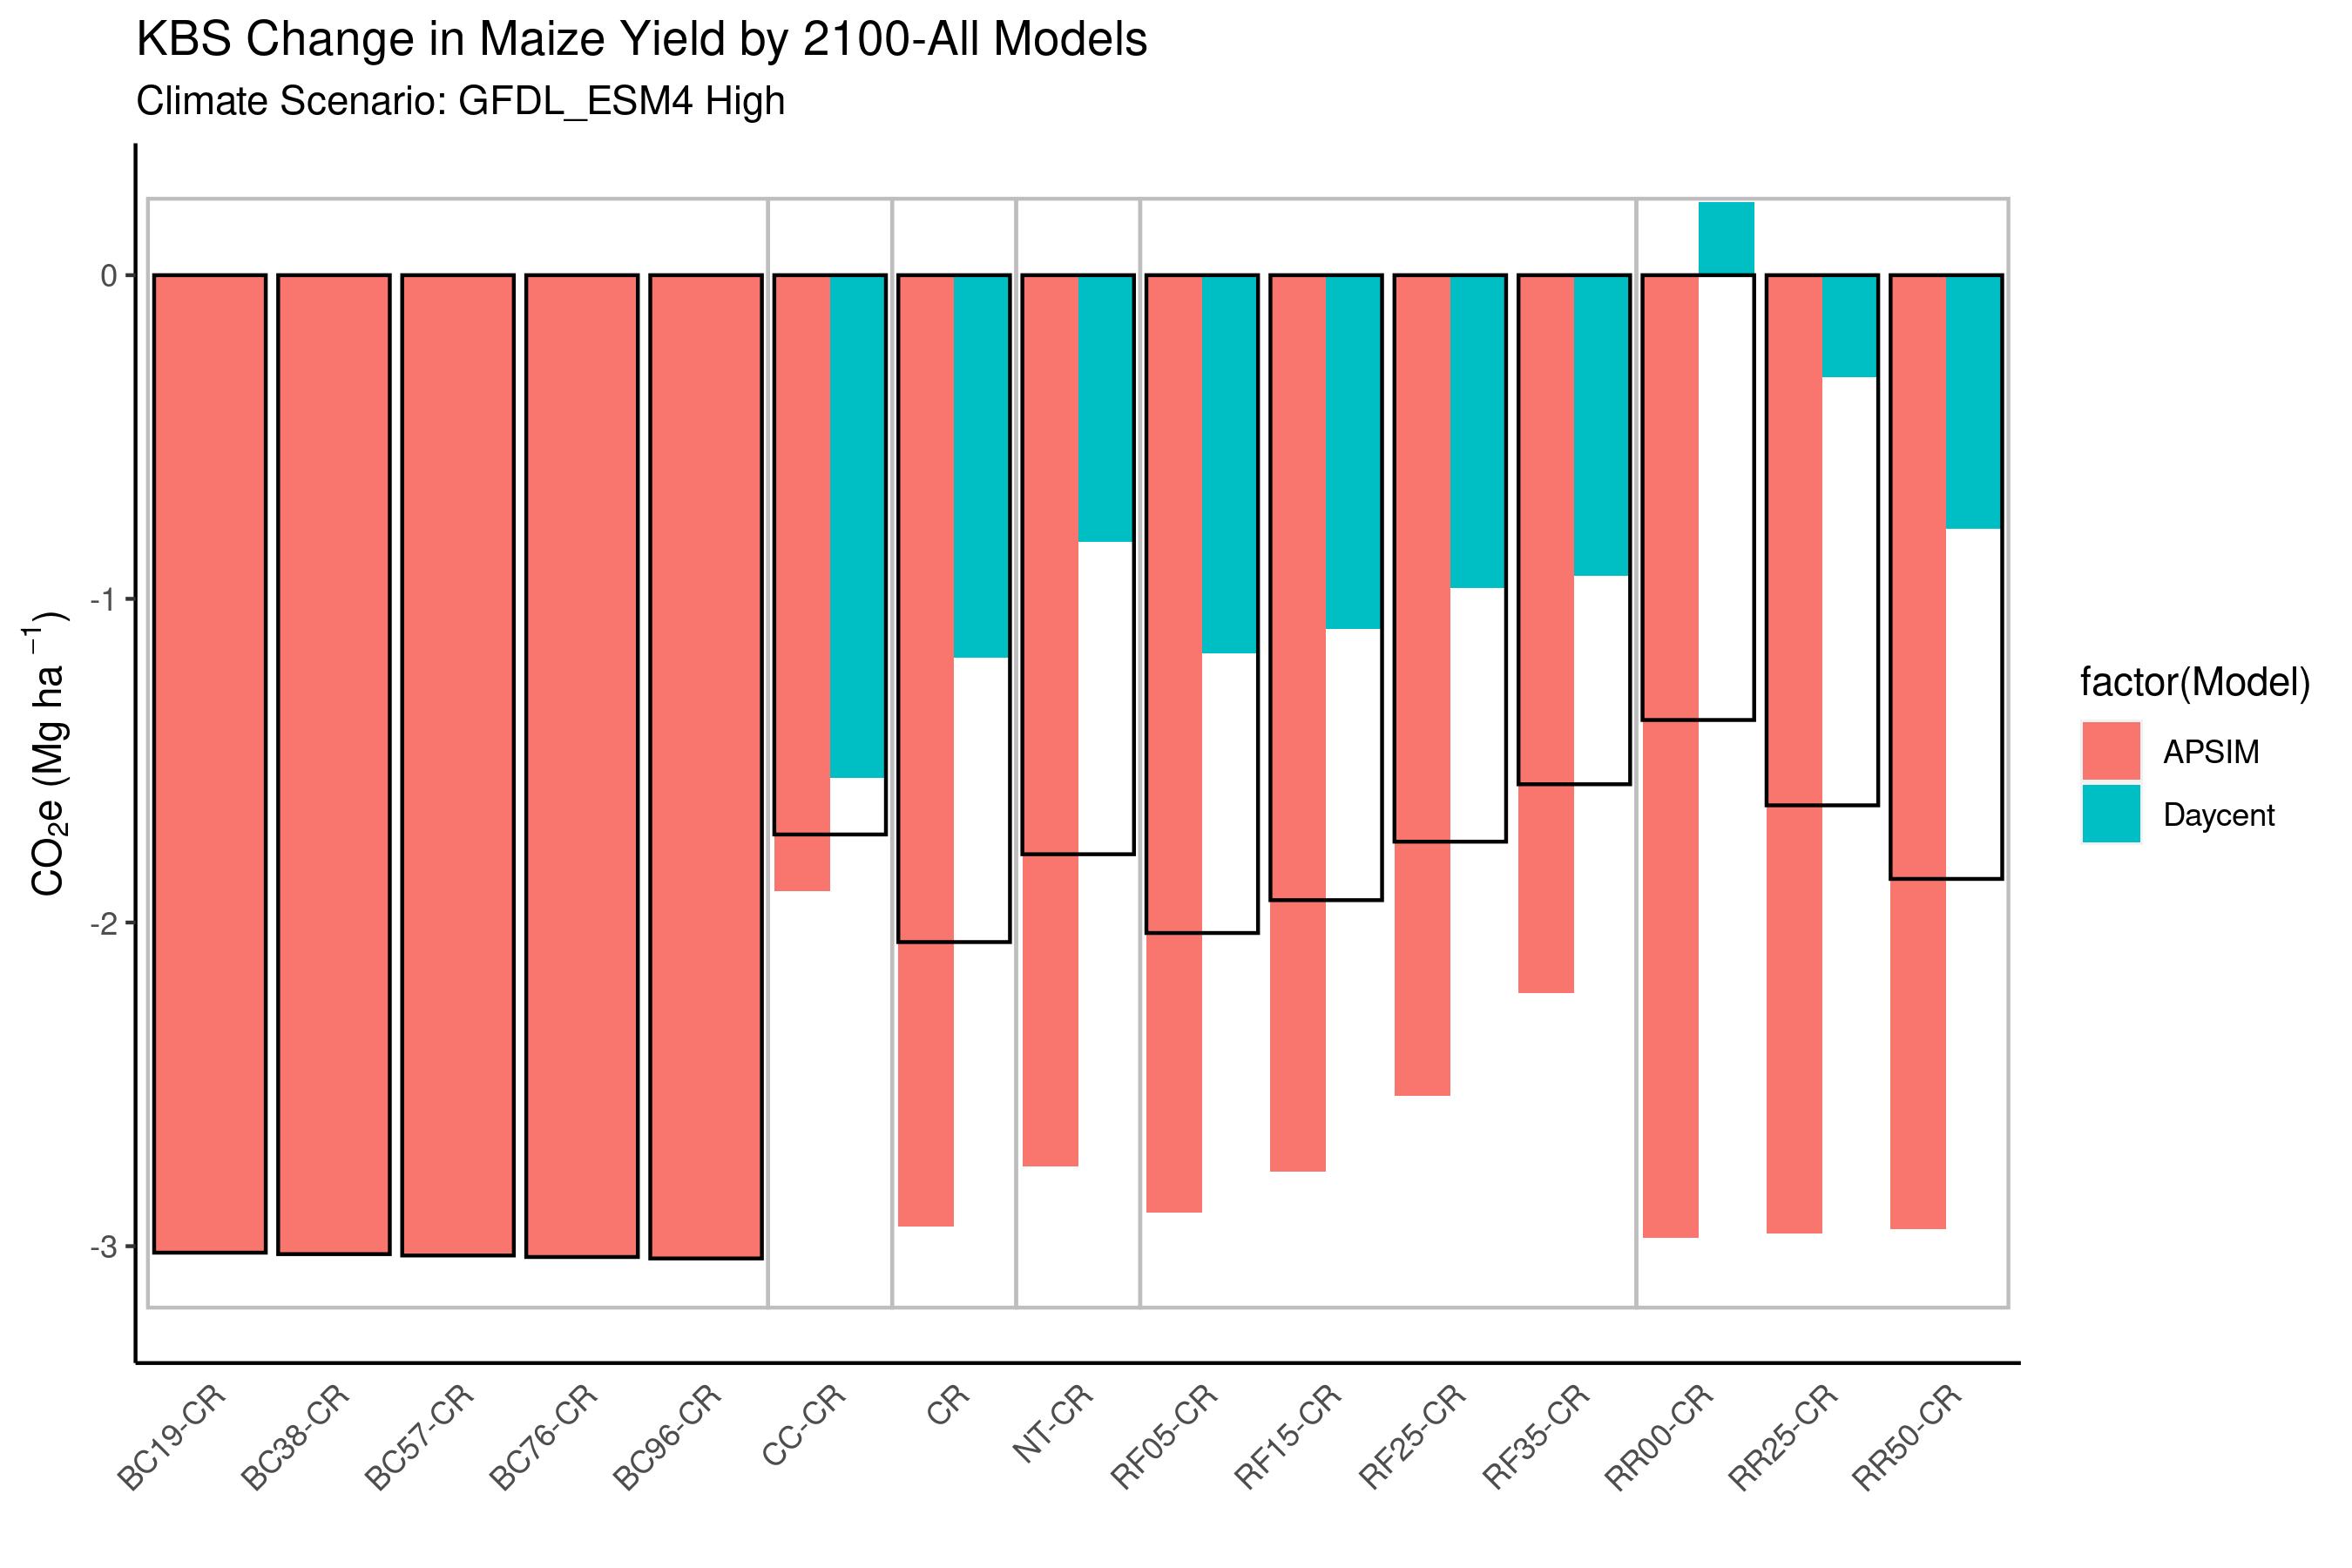 KBS Change in Maize Yield by 2100-All Models
Climate Scenario: GFDL_ESM4 High
CO₂e (Mg ha ⁻¹)
0
-1
-2
-3
BC19-CR
BC38-CR
BC57-CR
BC76-CR
BC96-CR
CC-CR
CR
NT-CR
RF05-CR
RF15-CR
RF25-CR
RF35-CR
RR00-CR
RR25-CR
RR50-CR
factor(Model)
APSIM
Daycent